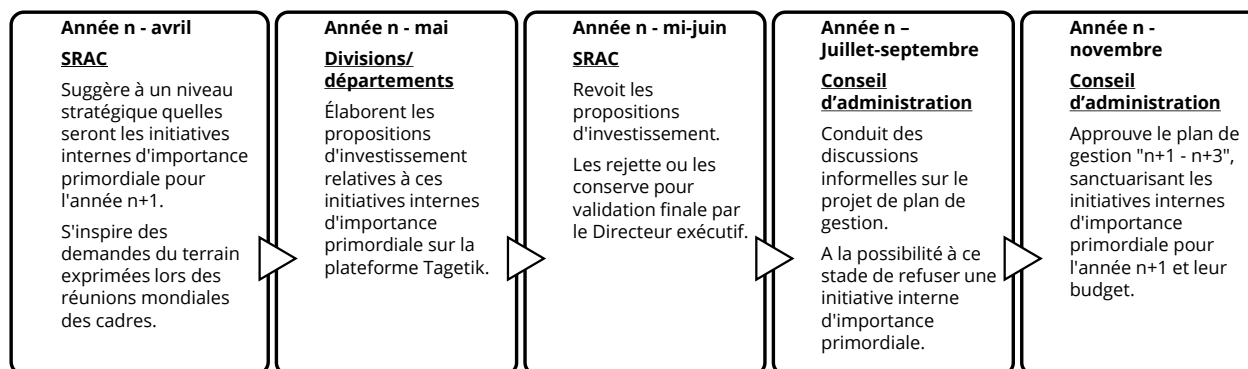 Année n - avril
SRAC
Suggère à un niveau
stratégique quelles
seront les initiatives
internes d'importance
primordiale pour
l'année n+1.
S'inspire des
demandes du terrain
exprimées lors des
réunions mondiales
des cadres.
Année n - mai
Divisions/
départements
Élaborent les
propositions
d'investissement
relatives à ces
initiatives internes
d'importance
primordiale sur la
plateforme Tagetik.
Année n - mi-juin
SRAC
Revoit les
propositions
d'investissement.
Les rejette ou les
conserve pour
validation finale par
le Directeur exécutif.
Année n –
Juillet-septembre
Conseil
d’administration
Conduit des
discussions
informelles sur le
projet de plan de
gestion.
A la possibilité à ce
stade de refuser une
initiative interne
d'importance
primordiale.
Année n -
novembre
Conseil
d’administration
Approuve le plan de
gestion "n+1 - n+3",
sanctuarisant les
initiatives internes
d'importance
primordiale pour
l'année n+1 et leur
budget.